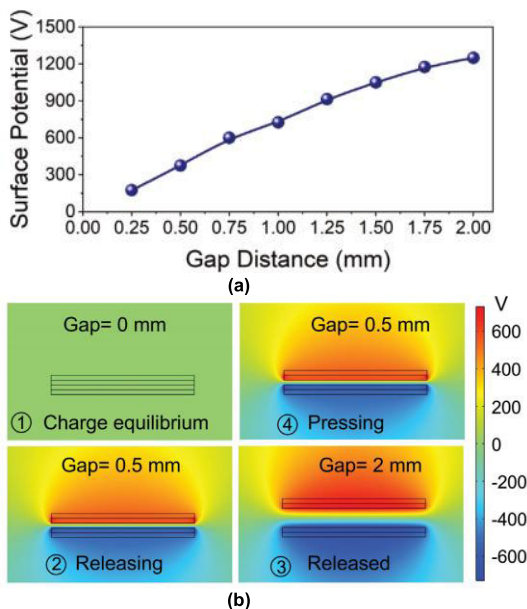 1500
1200
900
600
300
0
Surface Potential (V)
0.00 0.25 0.50 0.75 1.00 1.25 1.50 1.75 2.00
Gap Distance (mm)
(a)
Gap= 0 mm
① Charge equilibrium
Gap= 0.5 mm
④ Pressing
Gap= 0.5 mm
② Releasing
Gap= 2 mm
③ Released
V
600
400
200
0
-200
-400
-600
(b)